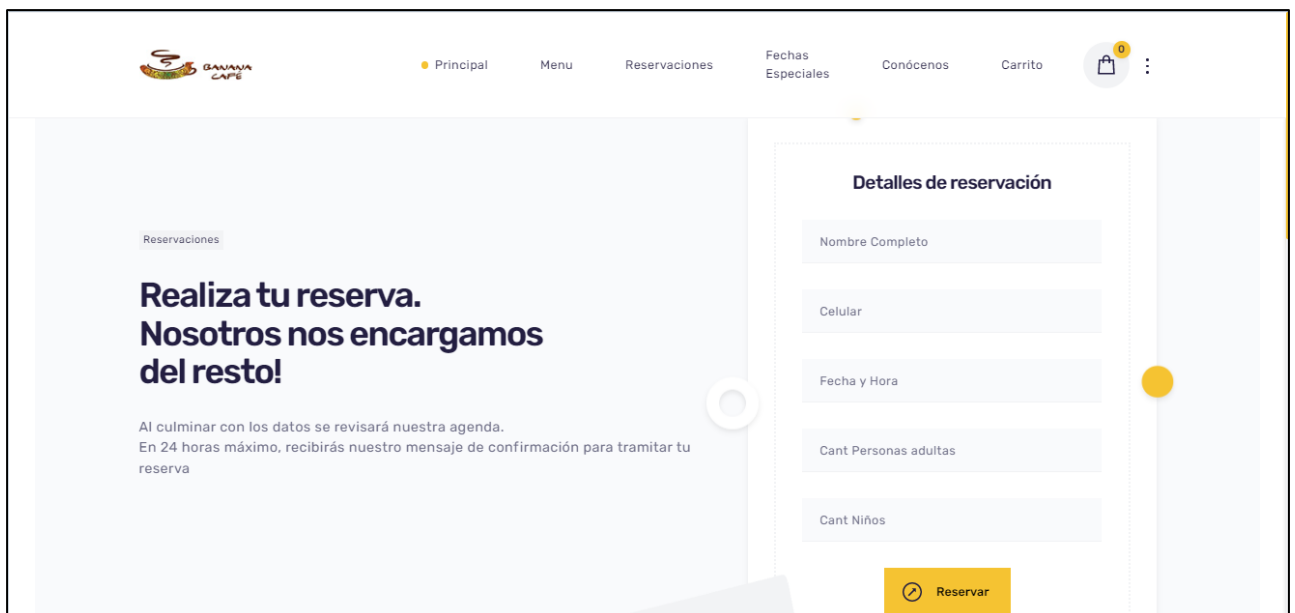 BANANA
CAFÉ
Principal
Menu
Reservaciones
Fechas
Especiales
Conócenos
Carrito
0
Reservaciones
Realiza tu reserva.
Nosotros nos encargamos
del resto!
Al culminar con los datos se revisará nuestra agenda.
En 24 horas máximo, recibirás nuestro mensaje de confirmación para tramitar tu
reserva
Detalles de reservación
Nombre Completo
Celular
Fecha y Hora
Cant Personas adultas
Cant Niños
Reservar